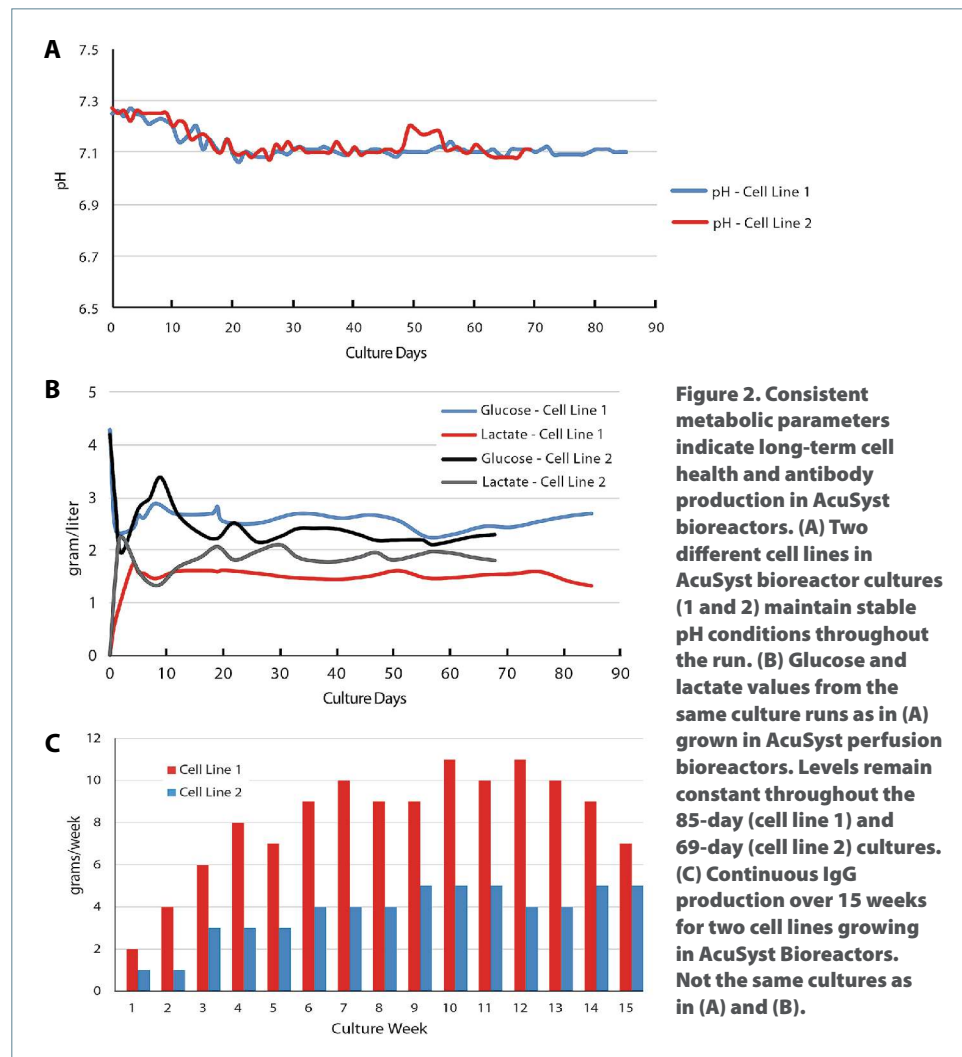 A
7.5
7.3
7.1
6.9
6.7
6.5
pH
0 10 20 30 40 50 60 70 80 90
Culture Days
pH - Cell Line 1
pH - Cell Line 2
B
5
4
3
2
1
0
gram/liter
0 10 20 30 40 50 60 70 80 90
Culture Days
Glucose - Cell Line 1
Lactate - Cell Line 1
Glucose - Cell Line 2
Lactate - Cell Line 2
C
12
10
8
6
4
2
0
grams/week
Cell Line 1
Cell Line 2
1 2 3 4 5 6 7 8 9 10 11 12 13 14 15
Culture Week
Figure 2. Consistent
metabolic parameters
indicate long-term cell
health and antibody
production in AcuSyst
bioreactors. (A) Two
different cell lines in
AcuSyst bioreactor cultures
(1 and 2) maintain stable
pH conditions throughout
the run. (B) Glucose and
lactate values from the
same culture runs as in (A)
grown in AcuSyst perfusion
bioreactors. Levels remain
constant throughout the
85-day (cell line 1) and
69-day (cell line 2) cultures.
(C) Continuous IgG
production over 15 weeks
for two cell lines growing
in AcuSyst Bioreactors.
Not the same cultures as
in (A) and (B).